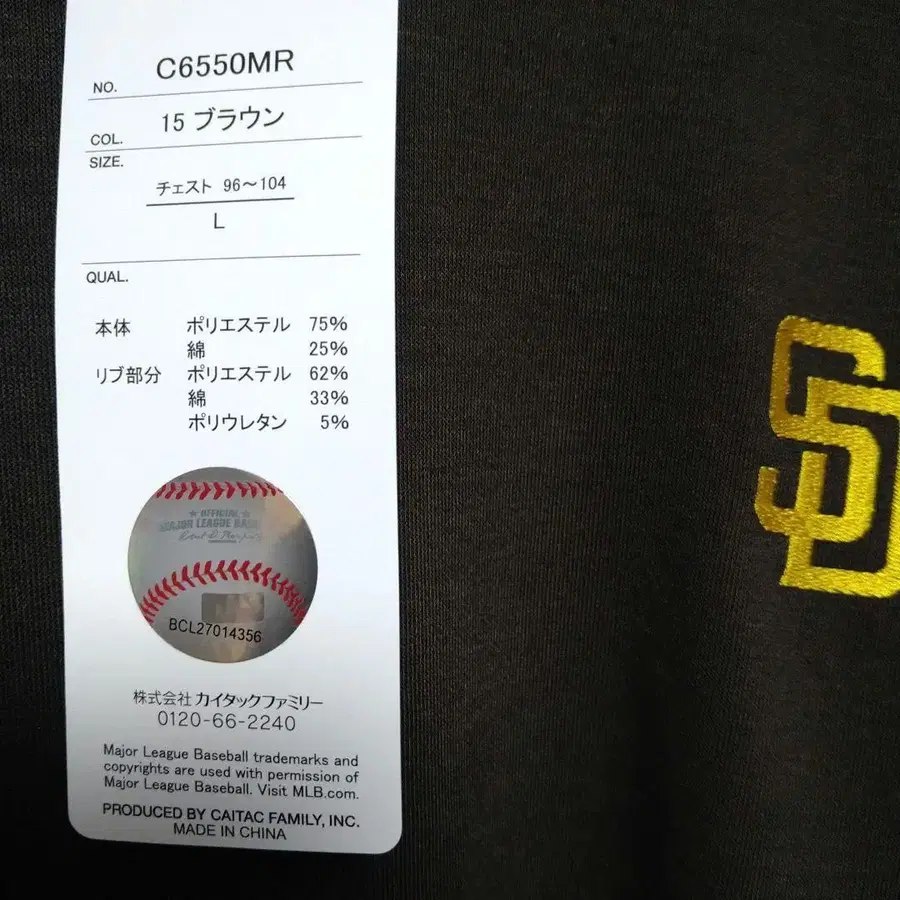 NO. C6550MR
COL. 15 ブラウン
SIZE.
チェスト 96～104
L
QUAL.
本体 ポリエステル 75%
綿 25%
リブ部分 ポリエステル 62%
綿 33%
ポリウレタン 5%
★ OFFICIAL ★
MAJOR LEAGUE
BCL27014356
株式会社 カイタックファミリー
0120-66-2240
Major League Baseball trademarks and
copyrights are used with permission of
Major League Baseball. Visit MLB.com.
PRODUCED BY CAITAC FAMILY, INC.
MADE IN CHINA
SD